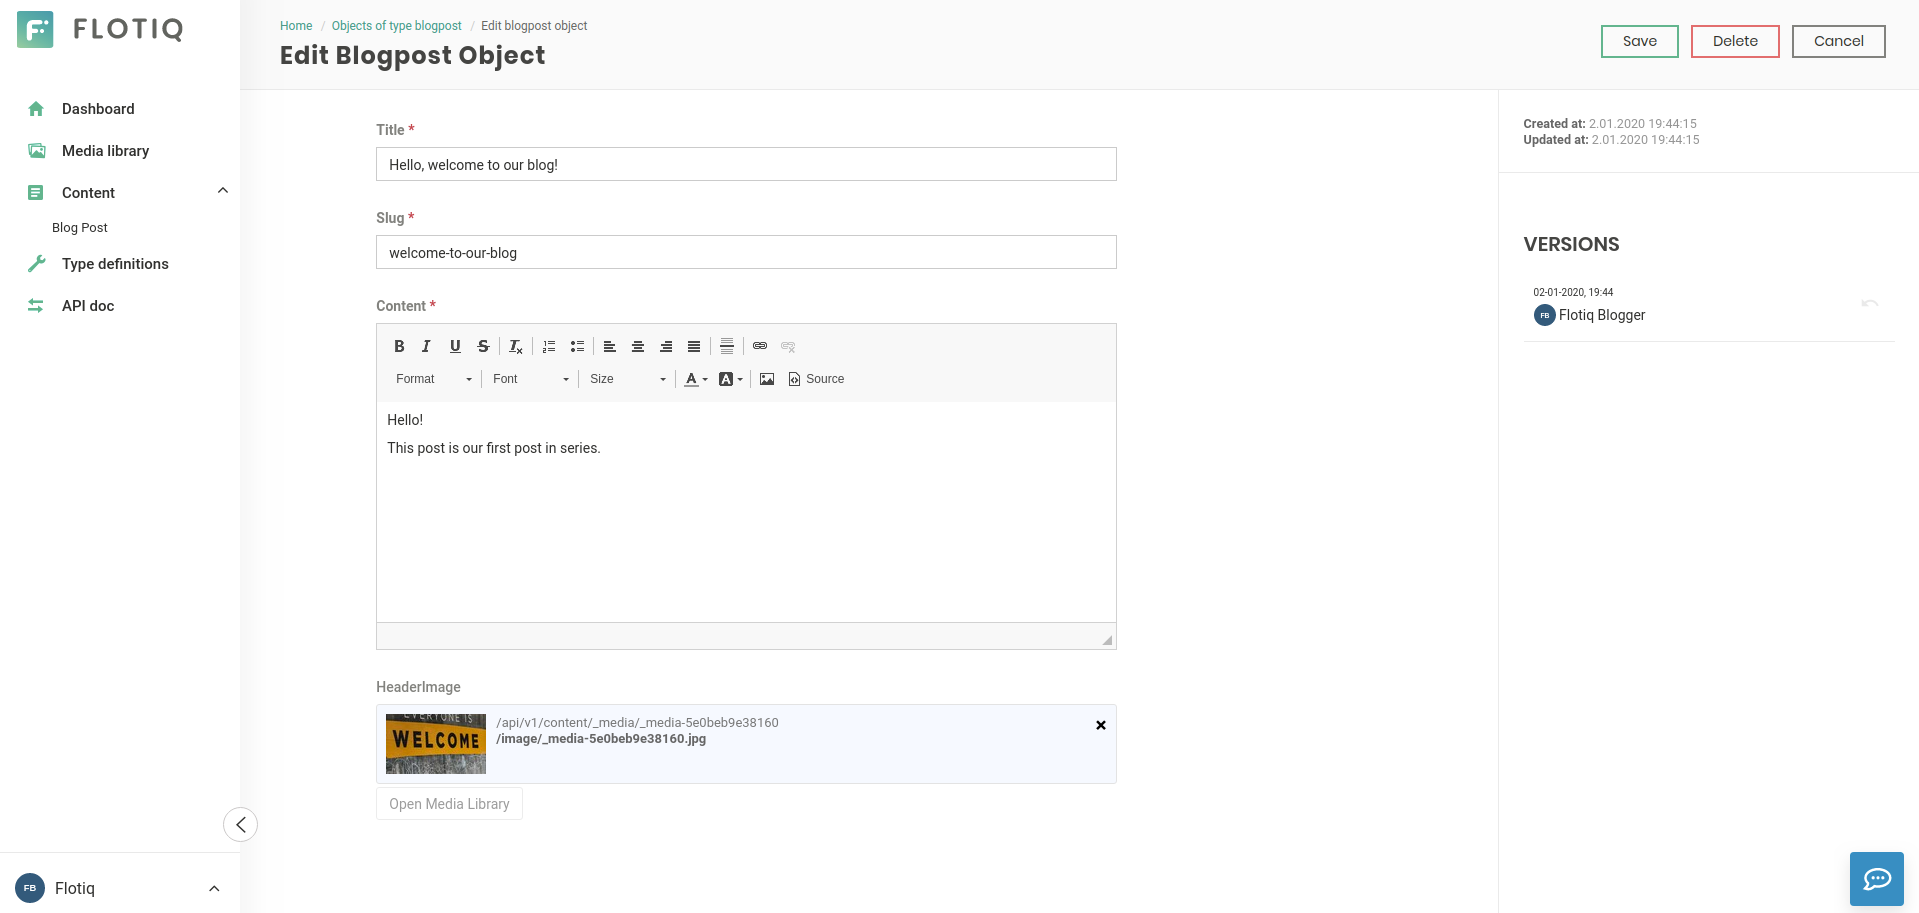 FLOTIQ
Home / Objects of type blogpost / Edit blogpost object
Edit Blogpost Object
Save
Delete
Cancel
Dashboard
Media library
Content
Blog Post
Type definitions
API doc
Title *
Hello, welcome to our blog!
Slug *
welcome-to-our-blog
Content *
B I U S
Format Font Size A A Source
Hello!
This post is our first post in series.
HeaderImage
EVERYONE IS
WELCOME
/api/v1/content/_media/_media-5e0beb9e38160
/image/_media-5e0beb9e38160.jpg
Open Media Library
Created at: 2.01.2020 19:44:15
Updated at: 2.01.2020 19:44:15
VERSIONS
02-01-2020, 19:44
FB Flotiq Blogger
FB Flotiq